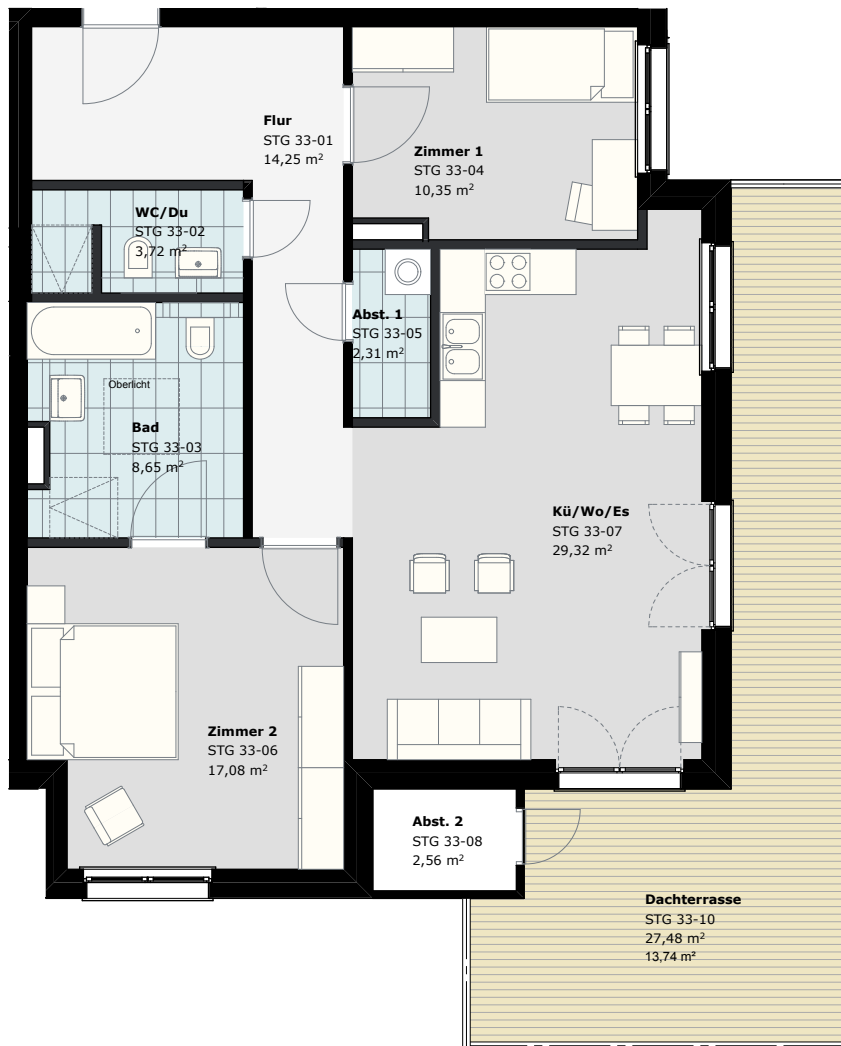 Flur
STG 33-01
14,25 m²
Zimmer 1
STG 33-04
10,35 m²
WC/Du
STG 33-02
3,72 m²
Abst. 1
STG 33-05
2,31 m²
Oberlicht
Bad
STG 33-03
8,65 m²
Kü/Wo/Es
STG 33-07
29,32 m²
Zimmer 2
STG 33-06
17,08 m²
Abst. 2
STG 33-08
2,56 m²
Dachterrasse
STG 33-10
27,48 m²
13,74 m²